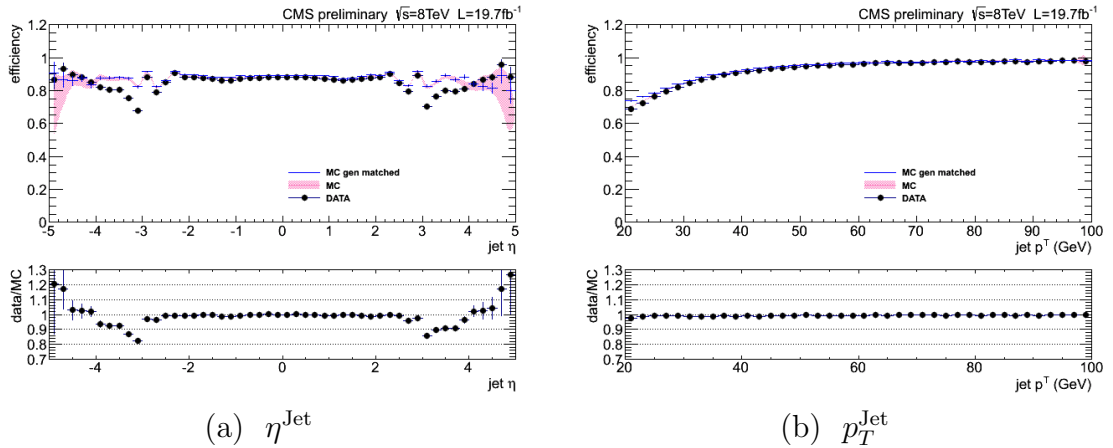 CMS preliminary √s=8TeV L=19.7fb⁻¹
efficiency
1.2
1
0.8
0.6
0.4
0.2
0
MC gen matched
MC
DATA
-5 -4 -3 -2 -1 0 1 2 3 4 5
jet η
data/MC
1.3
1.2
1.1
1
0.9
0.8
0.7
-4 -2 0 2 4
jet η
(a) η^Jet
CMS preliminary √s=8TeV L=19.7fb⁻¹
efficiency
1.2
1
0.8
0.6
0.4
0.2
0
MC gen matched
MC
DATA
20 30 40 50 60 70 80 90 100
jet p^T (GeV)
data/MC
1.3
1.2
1.1
1
0.9
0.8
0.7
20 40 60 80 100
jet p^T (GeV)
(b) p_T^Jet